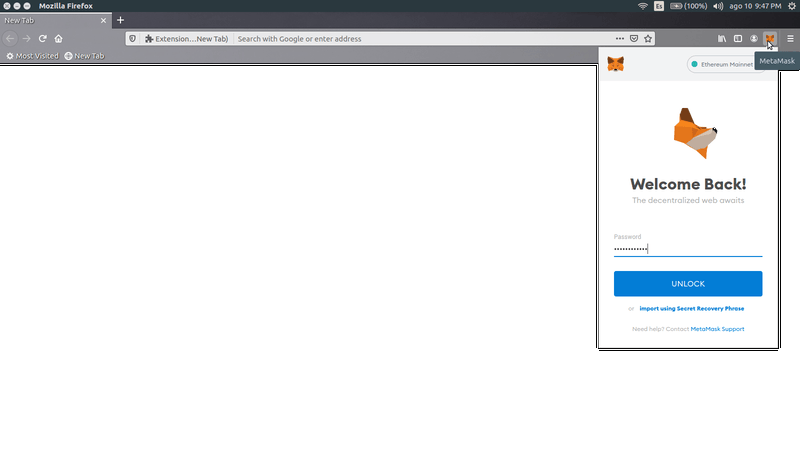 Mozilla Firefox
Es
(100%)
ago 10 9:47 PM
New Tab
Extension...New Tab)
Search with Google or enter address
Most Visited
New Tab
Ethereum Mainnet
MetaMask
Welcome Back!
The decentralized web awaits
Password
••••••••••••
UNLOCK
or import using Secret Recovery Phrase
Need help? Contact MetaMask Support